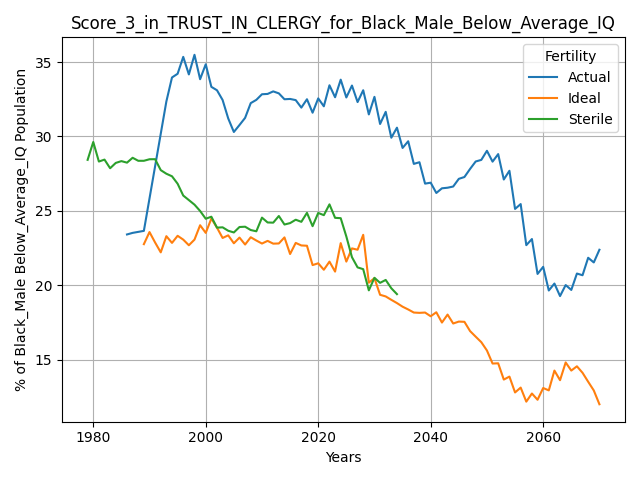 Score_3_in_TRUST_IN_CLERGY_for_Black_Male_Below_Average_IQ
% of Black_Male Below_Average_IQ Population
35
30
25
20
15
Fertility
Actual
Ideal
Sterile
1980
2000
2020
2040
2060
Years